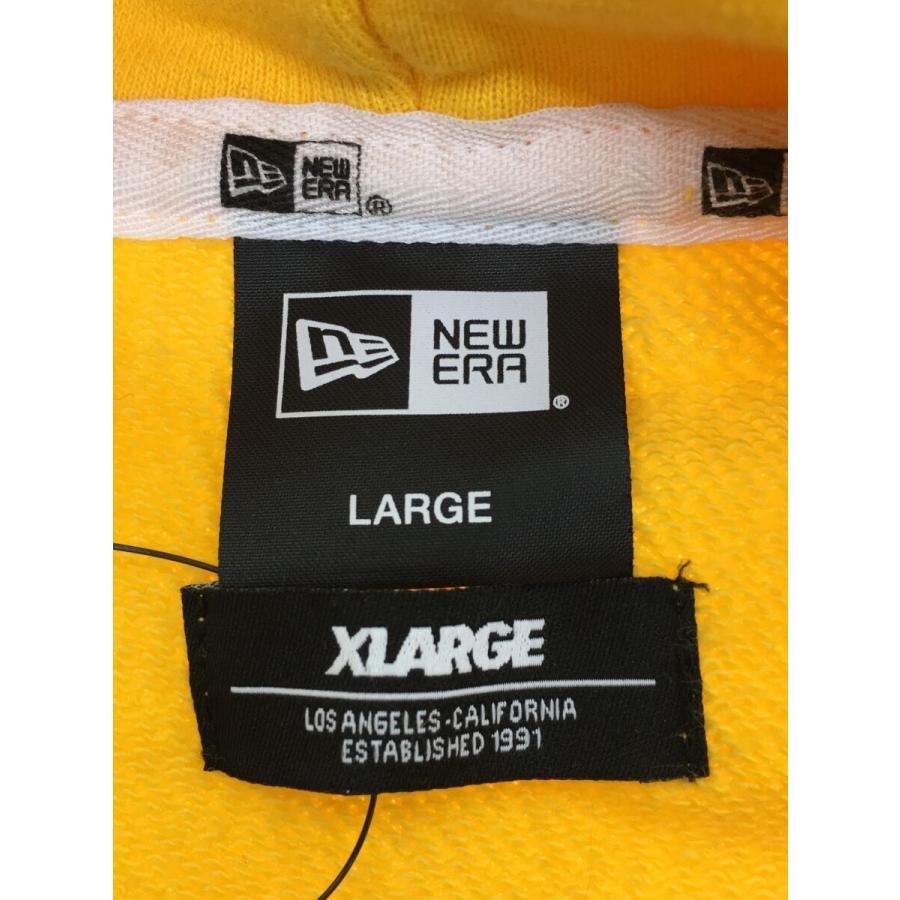 NEW
ERA®
NEW
ERA®
LARGE
XLARGE
LOS ANGELES-CALIFORNIA
ESTABLISHED 1991